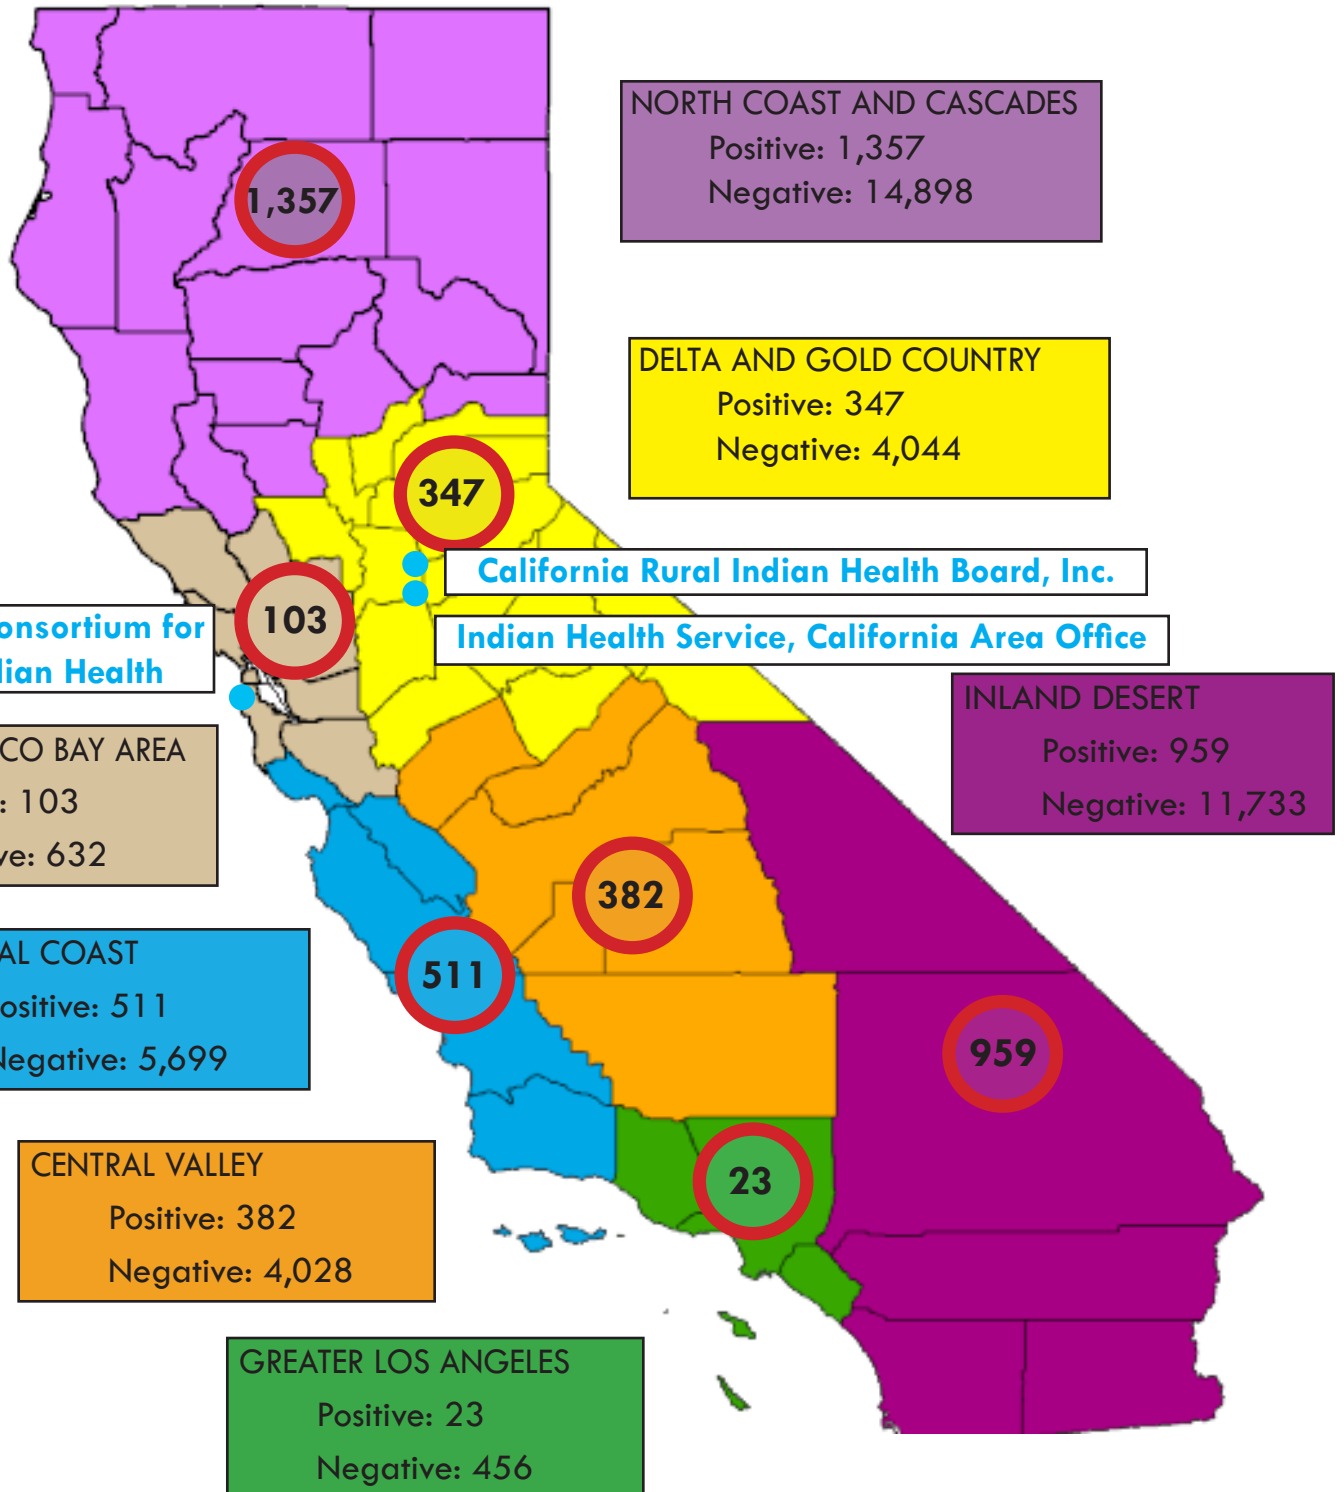 NORTH COAST AND CASCADES
Positive: 1,357
Negative: 14,898
1,357
DELTA AND GOLD COUNTRY
Positive: 347
Negative: 4,044
347
California Rural Indian Health Board, Inc.
103
onsortium for
dian Health
Indian Health Service, California Area Office
INLAND DESERT
Positive: 959
Negative: 11,733
CO BAY AREA
: 103
ve: 632
382
AL COAST
ositive: 511
Negative: 5,699
511
959
CENTRAL VALLEY
Positive: 382
Negative: 4,028
23
GREATER LOS ANGELES
Positive: 23
Negative: 456